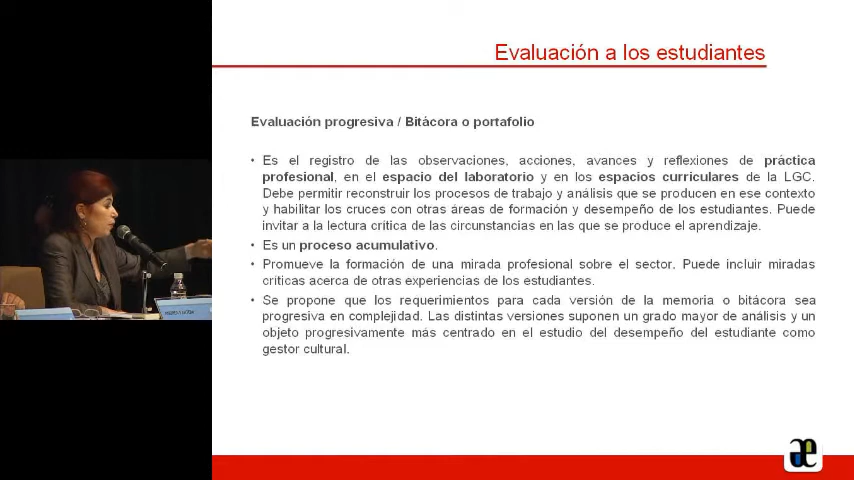 Evaluación a los estudiantes
Evaluación progresiva / Bitácora o portafolio
• Es el registro de las observaciones, acciones, avances y reflexiones de práctica
profesional, en el espacio del laboratorio y en los espacios curriculares de la LGC.
Debe permitir reconstruir los procesos de trabajo y análisis que se producen en ese contexto
y habilitar los cruces con otras áreas de formación y desempeño de los estudiantes. Puede
invitar a la lectura crítica de las circunstancias en las que se produce el aprendizaje.
• Es un proceso acumulativo.
• Promueve la formación de una mirada profesional sobre el sector. Puede incluir miradas
críticas acerca de otras experiencias de los estudiantes.
• Se propone que los requerimientos para cada versión de la memoria o bitácora sea
progresiva en complejidad. Las distintas versiones suponen un grado mayor de análisis y un
objeto progresivamente más centrado en el estudio del desempeño del estudiante como
gestor cultural.